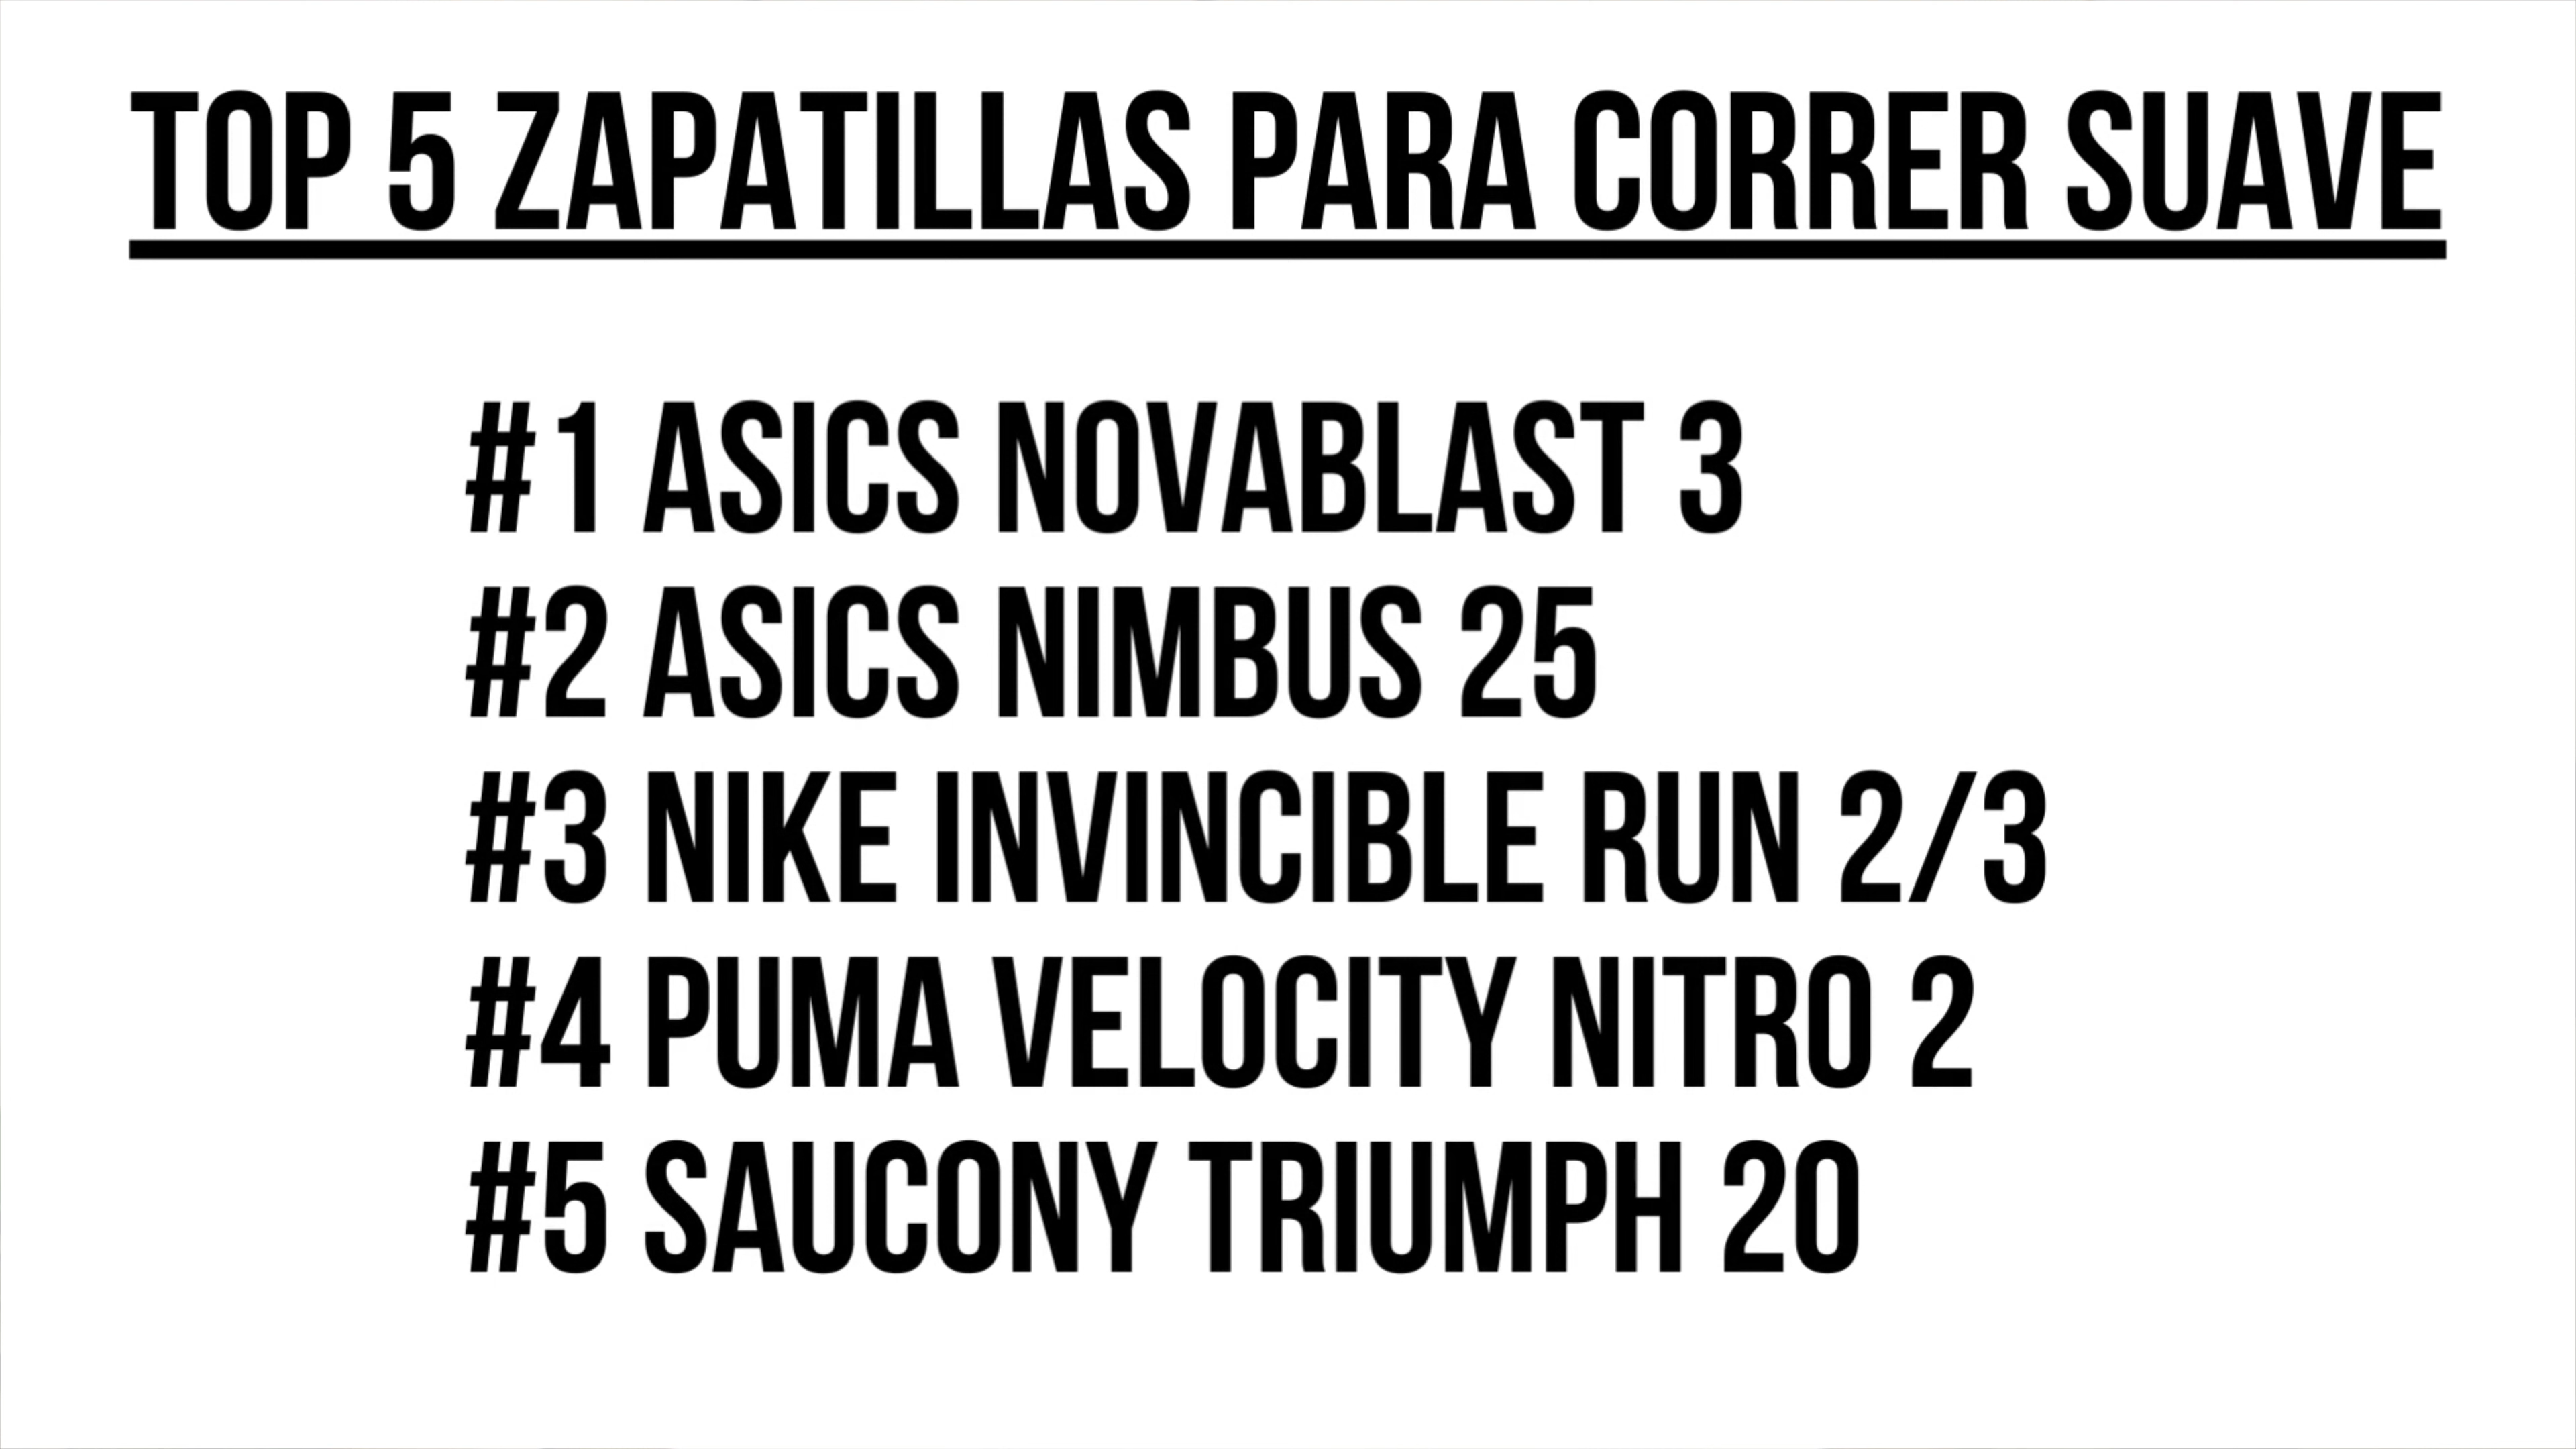 TOP 5 ZAPATILLAS PARA CORRER SUAVE
#1 ASICS NOVABLAST 3
#2 ASICS NIMBUS 25
#3 NIKE INVINCIBLE RUN 2/3
#4 PUMA VELOCITY NITRO 2
#5 SAUCONY TRIUMPH 20